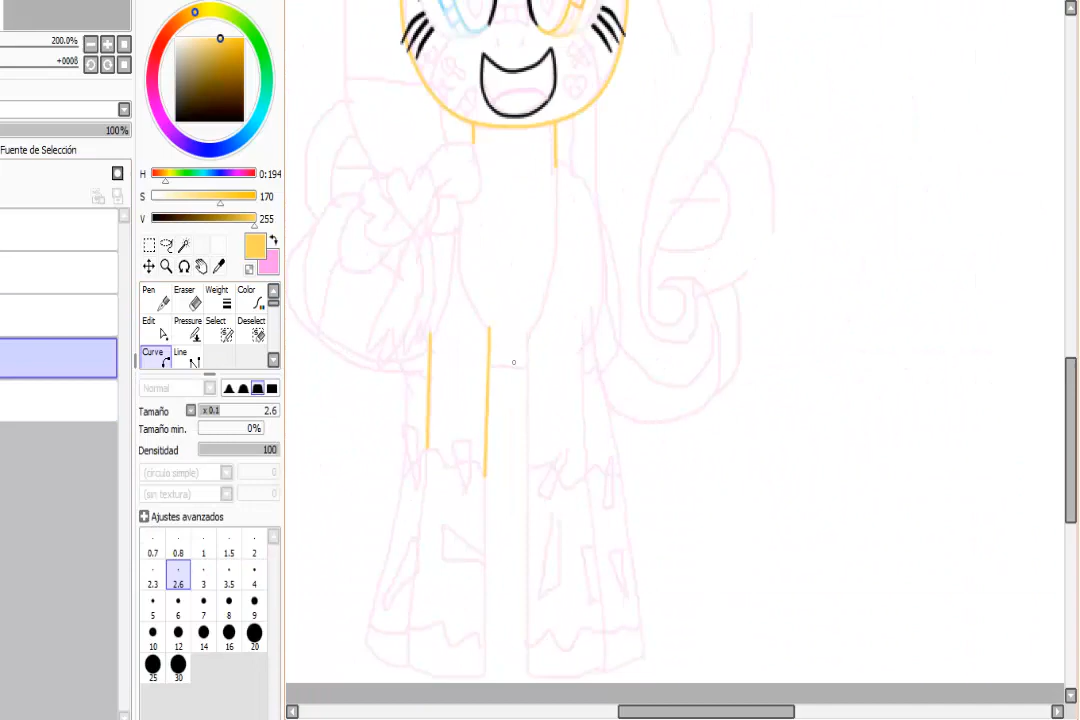 200.0%
+0008
100%
Fuente de Selección
H 0:194
S 170
V 255
Pen Eraser Weight Color
Edit Pressure Select Deselect
Curve Line
Normal
Tamaño x 0.1 2.6
Tamaño min. 0%
Densitidad 100
(circulo simple) 0
(sin textura) 0
Ajustes avanzados
0.7 0.8 1 1.5 2
2.3 2.6 3 3.5 4
5 6 7 8 9
10 12 14 16 20
25 30